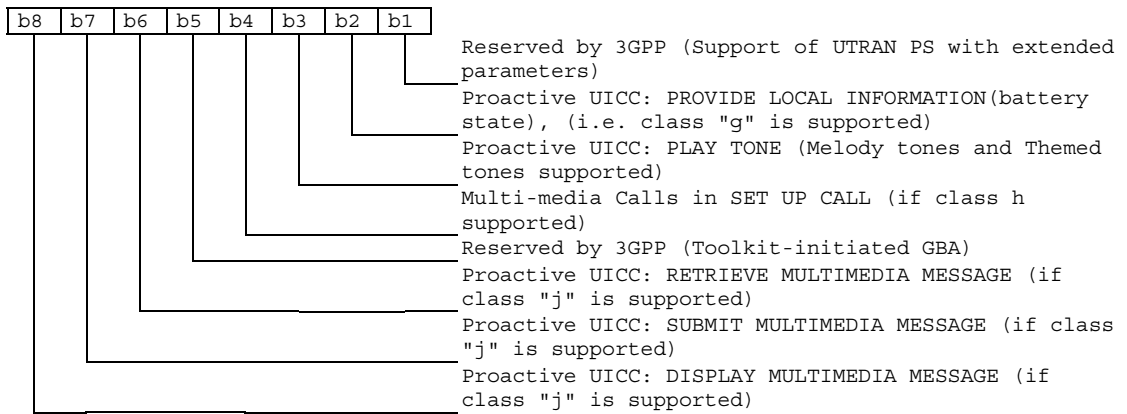 b8 b7 b6 b5 b4 b3 b2 b1
Reserved by 3GPP (Support of UTRAN PS with extended
parameters)
Proactive UICC: PROVIDE LOCAL INFORMATION(battery
state), (i.e. class "g" is supported)
Proactive UICC: PLAY TONE (Melody tones and Themed
tones supported)
Multi-media Calls in SET UP CALL (if class h
supported)
Reserved by 3GPP (Toolkit-initiated GBA)
Proactive UICC: RETRIEVE MULTIMEDIA MESSAGE (if
class "j" is supported)
Proactive UICC: SUBMIT MULTIMEDIA MESSAGE (if class
"j" is supported)
Proactive UICC: DISPLAY MULTIMEDIA MESSAGE (if
class "j" is supported)